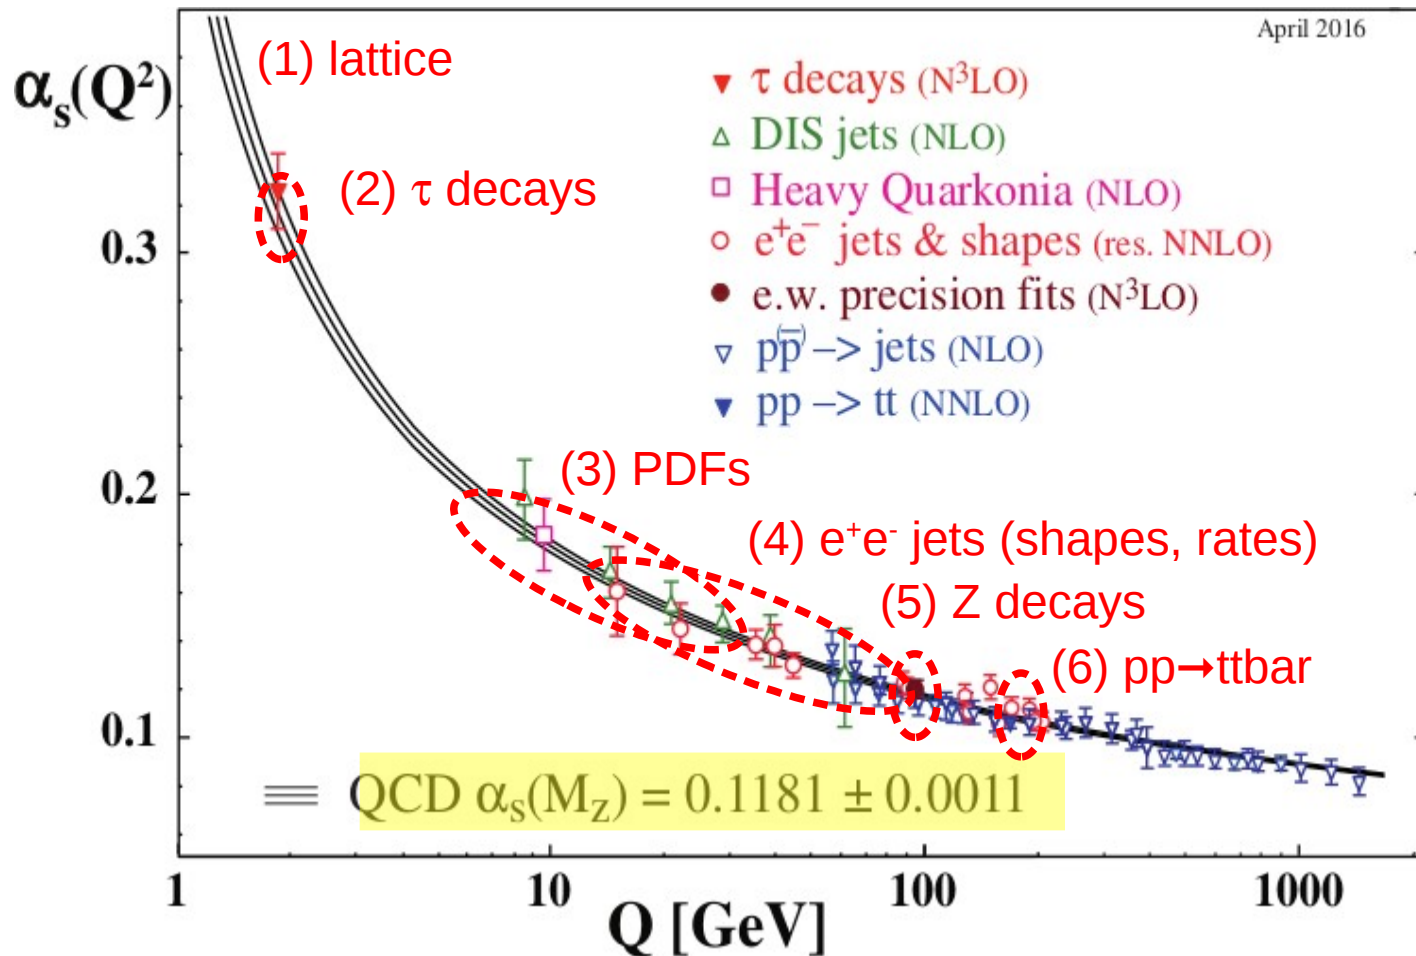 April 2016
(1) lattice
αs(Q²)
τ decays (N³LO)
DIS jets (NLO)
(2) τ decays
Heavy Quarkonia (NLO)
e⁺e⁻ jets & shapes (res. NNLO)
0.3
e.w. precision fits (N³LO)
p(p̄) –> jets (NLO)
pp –> tt (NNLO)
(3) PDFs
0.2
(4) e⁺e⁻ jets (shapes, rates)
(5) Z decays
(6) pp→ttbar
0.1
QCD αs(Mz) = 0.1181 ± 0.0011
1 10 100 1000
Q [GeV]